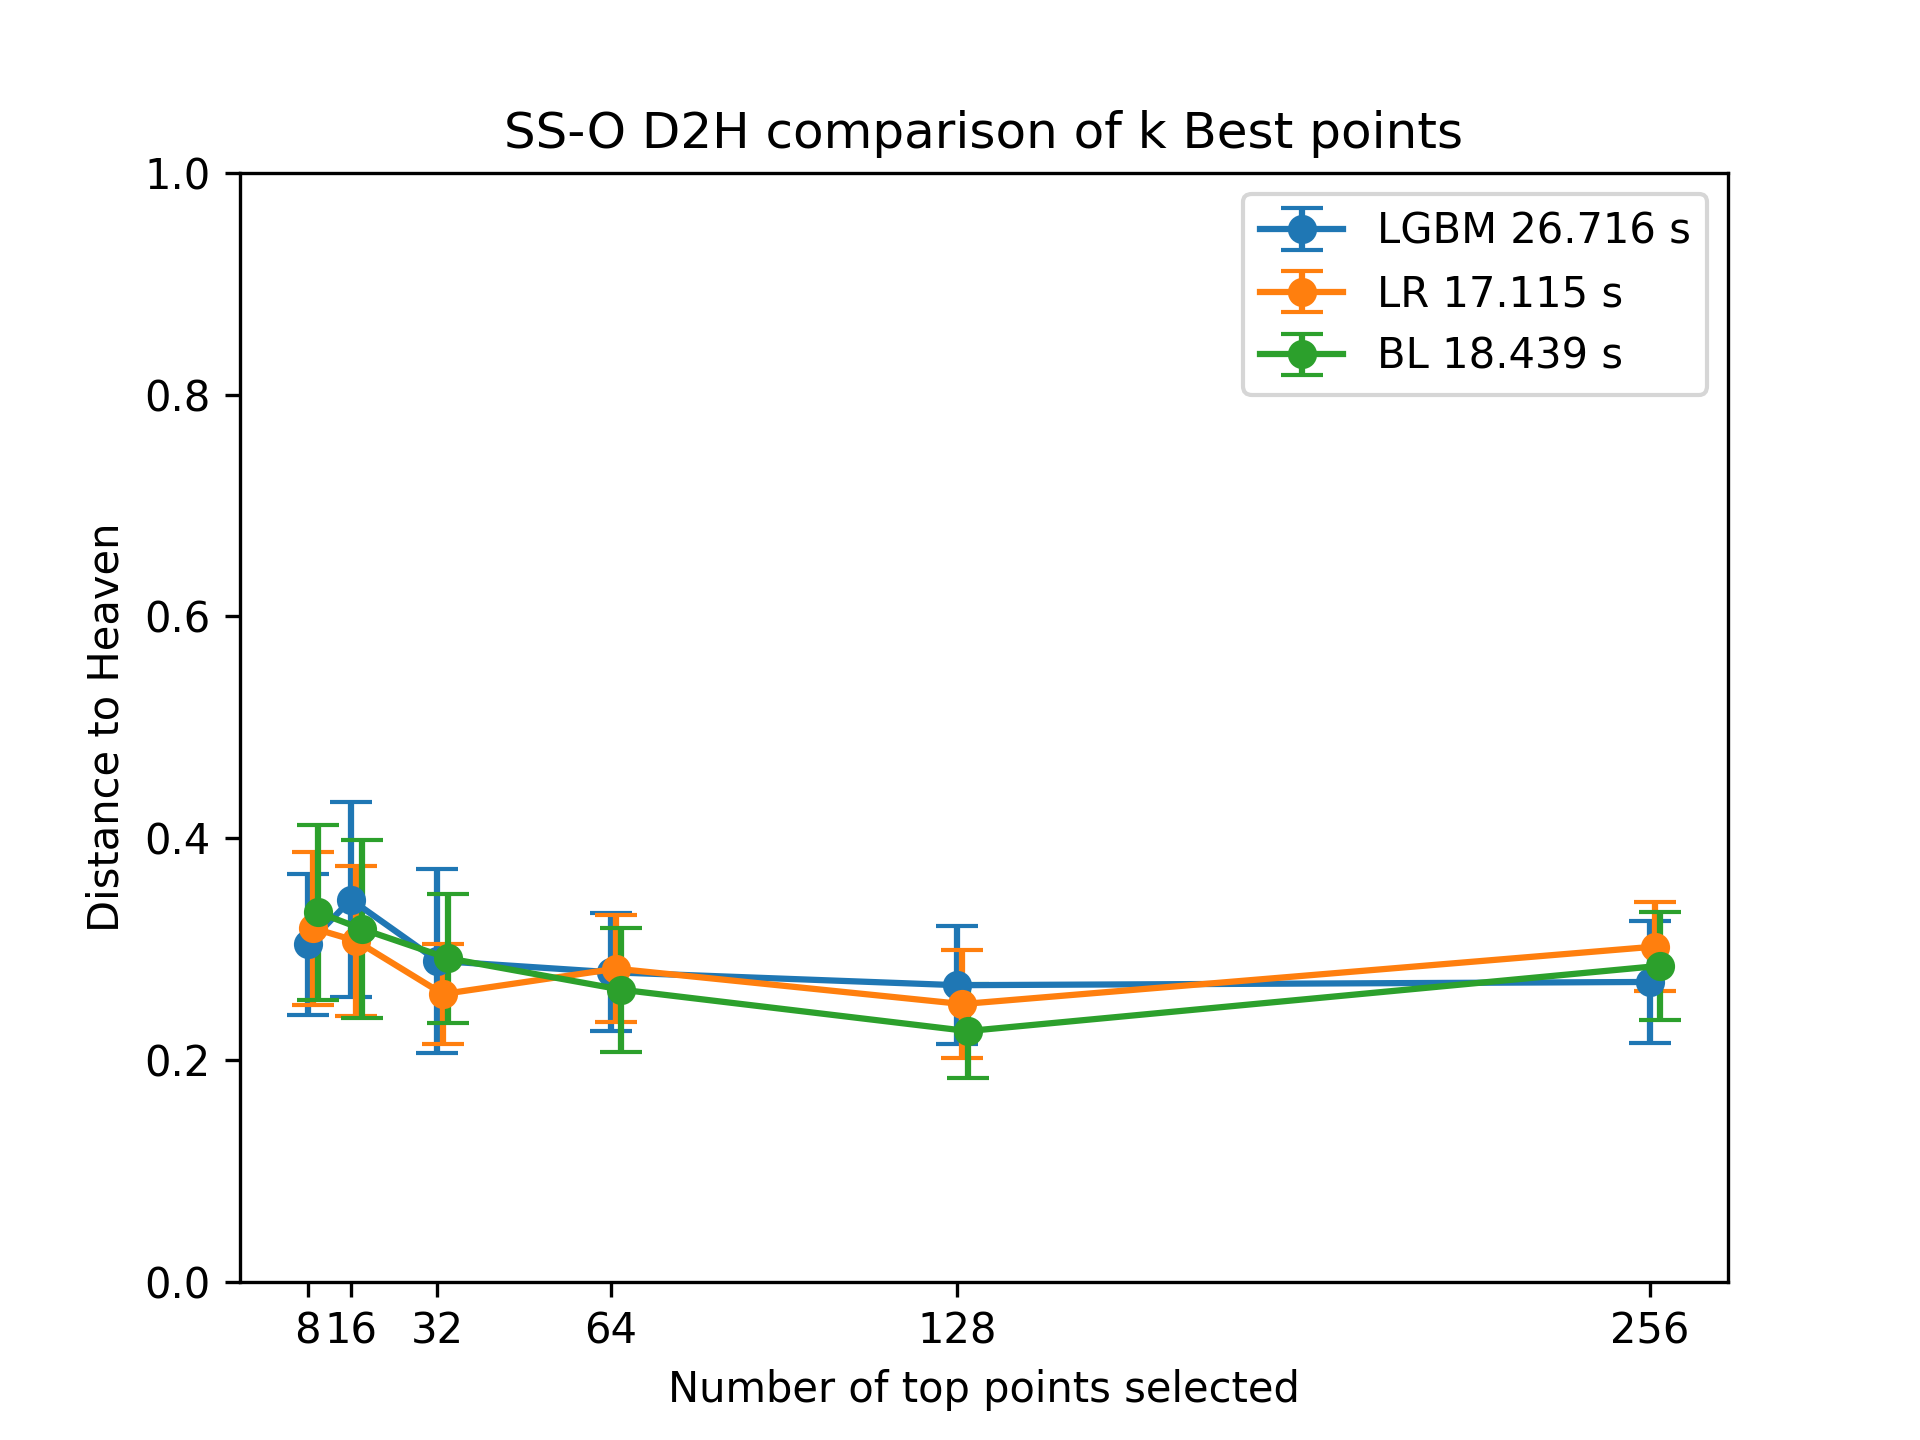 SS-O D2H comparison of k Best points
1.0
0.8
0.6
0.4
0.2
0.0
Distance to Heaven
LGBM 26.716 s
LR 17.115 s
BL 18.439 s
8 16 32 64 128 256
Number of top points selected